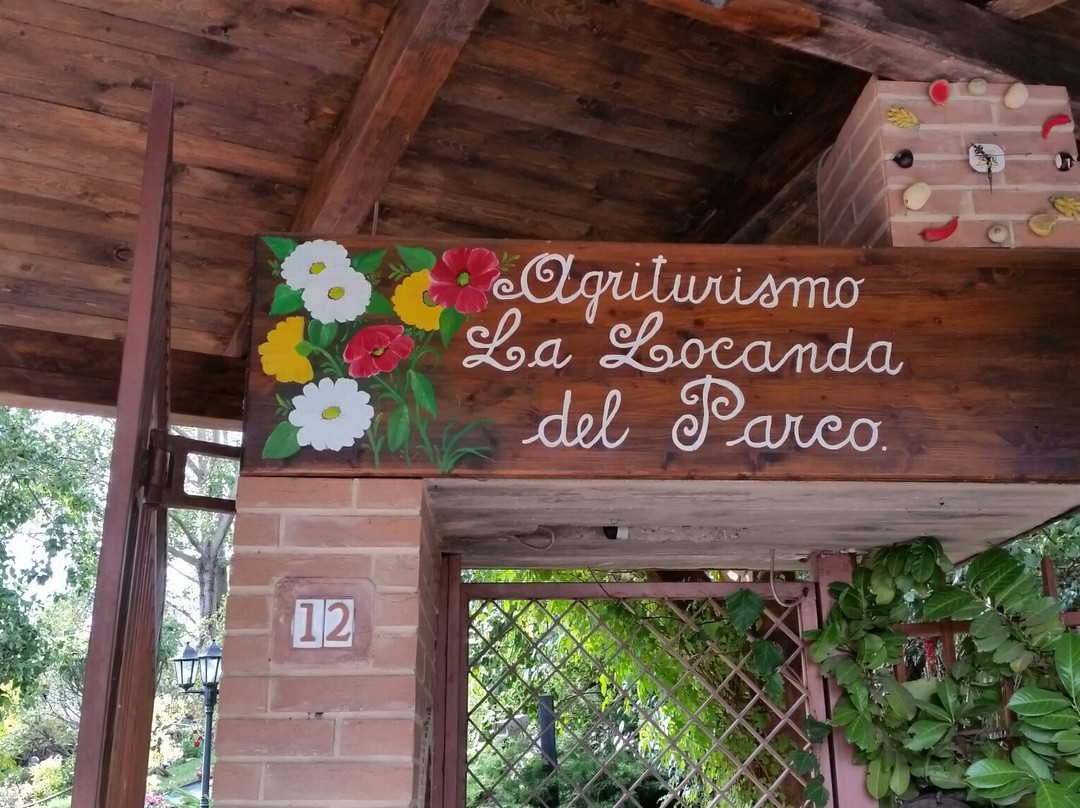 Agriturismo
La Locanda
del Parco.
12